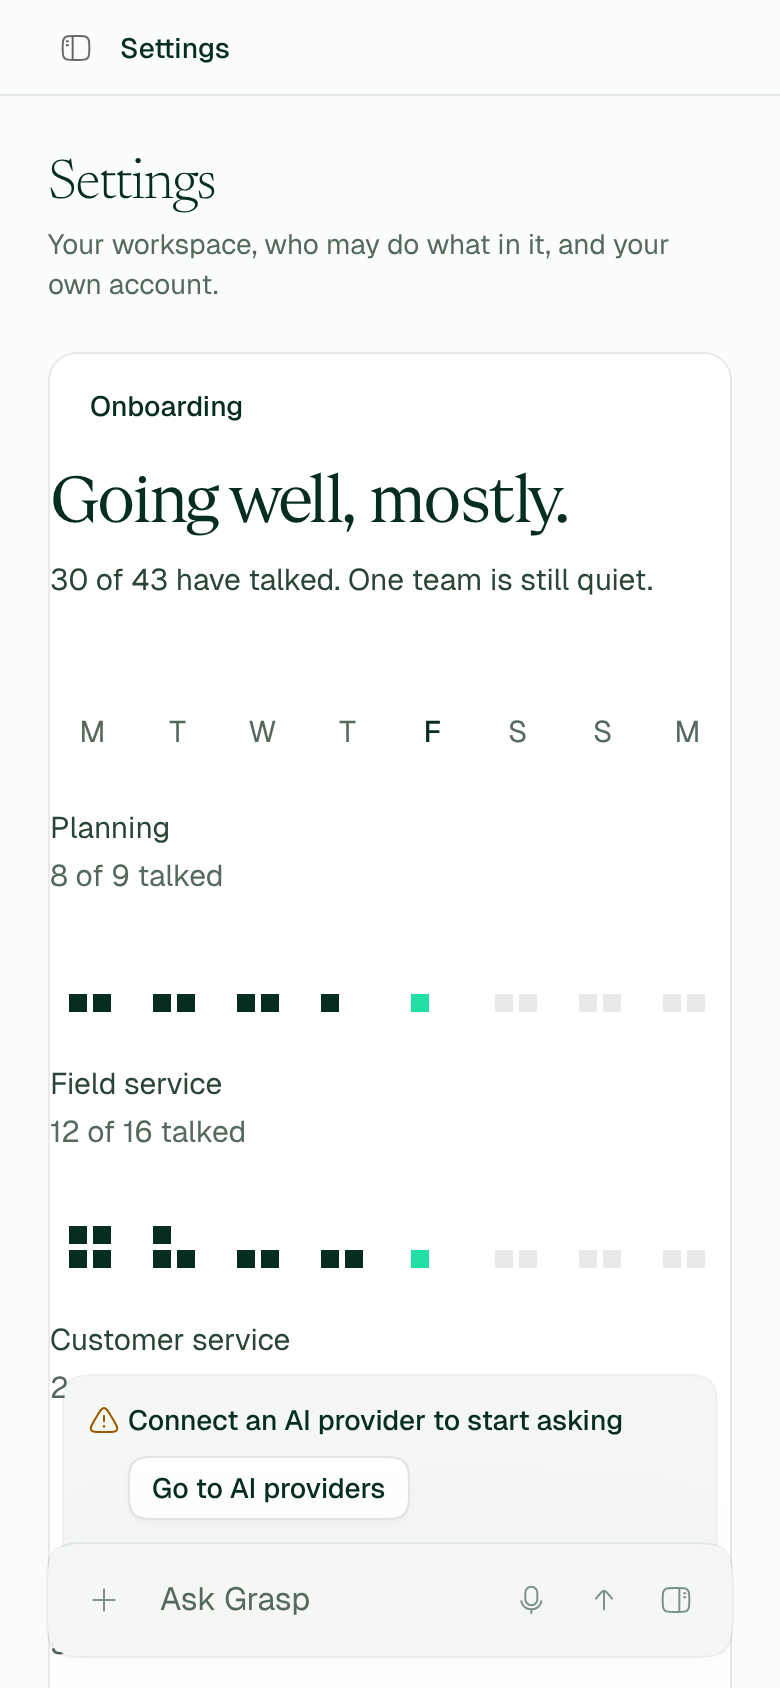 Settings
Settings
Your workspace, who may do what in it, and your
own account.
Onboarding
Going well, mostly.
30 of 43 have talked. One team is still quiet.
M T W T F S S M
Planning
8 of 9 talked
Field service
12 of 16 talked
Customer service
2
Connect an AI provider to start asking
Go to AI providers
Ask Grasp